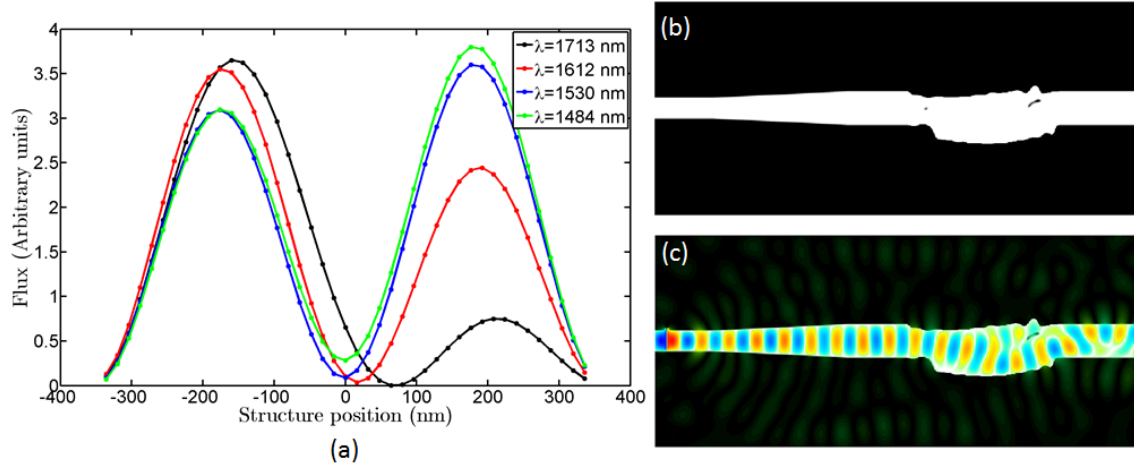 4
3.5
3
2.5
2
1.5
1
0.5
0
Flux (Arbitrary units)
λ=1713 nm
λ=1612 nm
λ=1530 nm
λ=1484 nm
-400 -300 -200 -100 0 100 200 300 400
Structure position (nm)
(a)
(b)
(c)